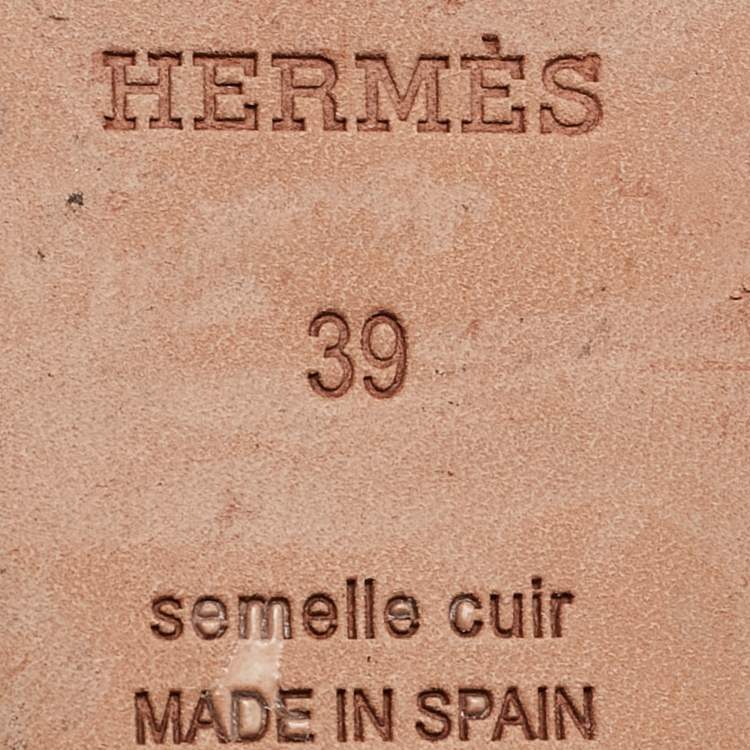 HERMÈS
39
semelle cuir
MADE IN SPAIN